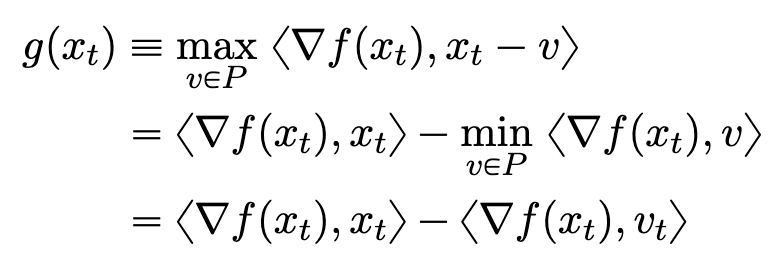 g(x_t) ≡ max_{v∈P} ⟨∇f(x_t), x_t − v⟩
= ⟨∇f(x_t), x_t⟩ − min_{v∈P} ⟨∇f(x_t), v⟩
= ⟨∇f(x_t), x_t⟩ − ⟨∇f(x_t), v_t⟩